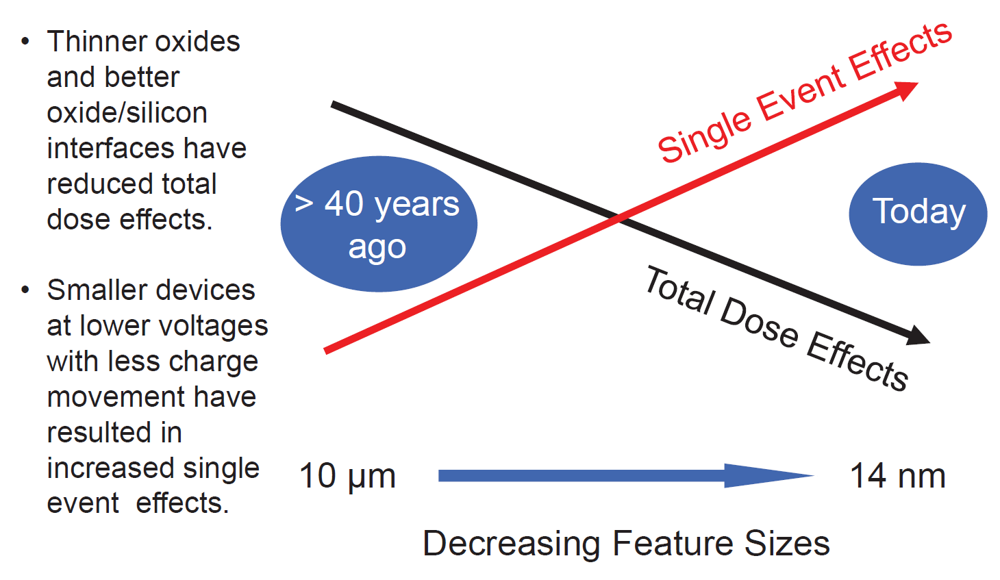 • Thinner oxides
and better
oxide/silicon
interfaces have
reduced total
dose effects.
• Smaller devices
at lower voltages
with less charge
movement have
resulted in
increased single
event  effects.
Single Event Effects
> 40 years
ago
Today
Total Dose Effects
10 µm
14 nm
Decreasing Feature Sizes